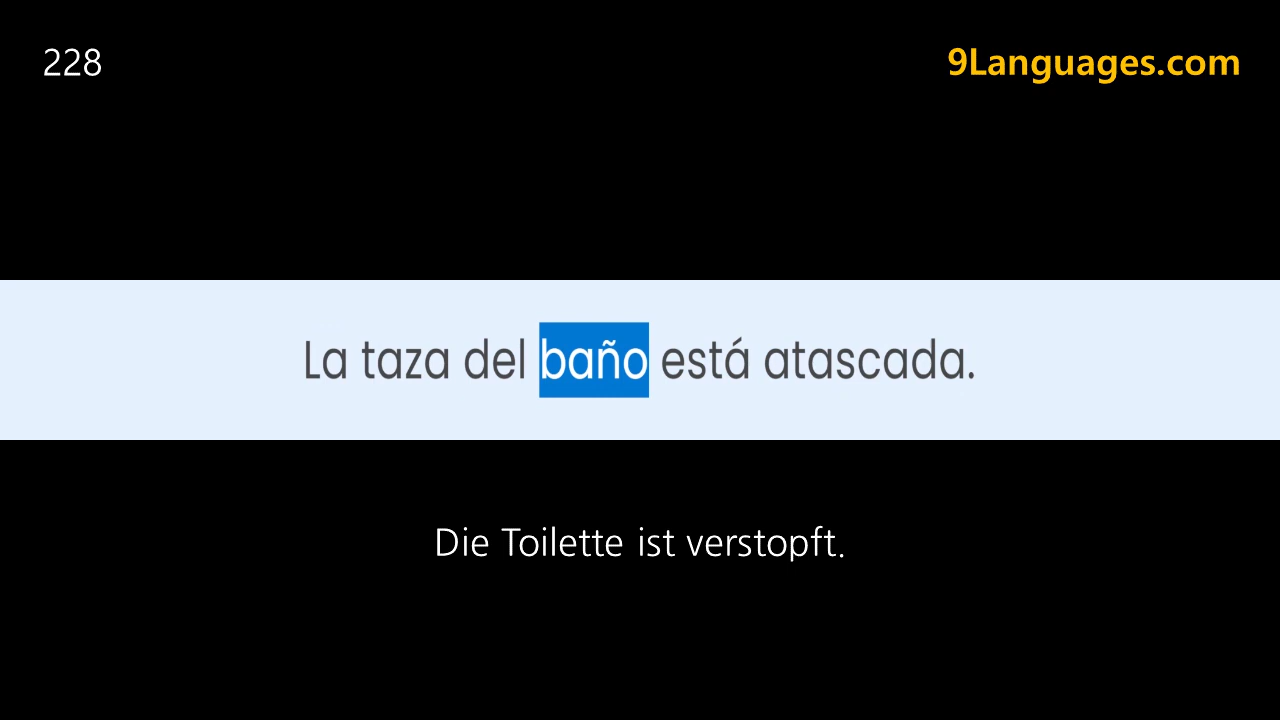 228
9Languages.com
La taza del baño está atascada.
Die Toilette ist verstopft.